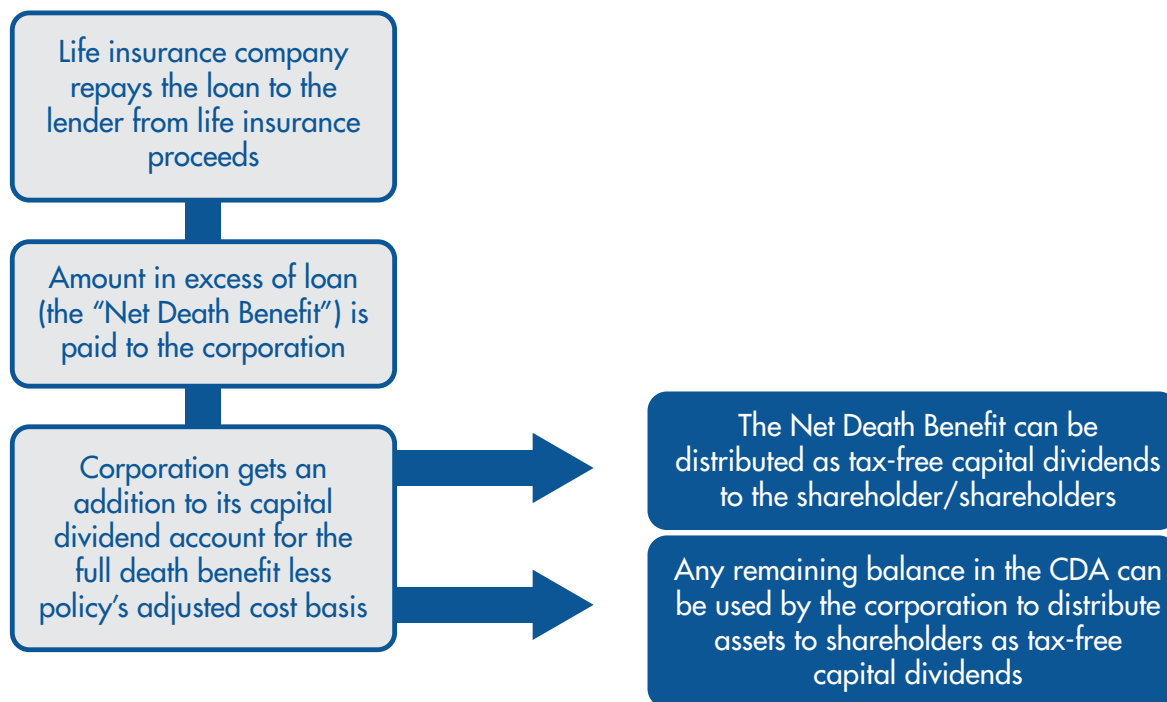 Life insurance company
repays the loan to the
lender from life insurance
proceeds
Amount in excess of loan
(the “Net Death Benefit”) is
paid to the corporation
Corporation gets an
addition to its capital
dividend account for the
full death benefit less
policy’s adjusted cost basis
The Net Death Benefit can be
distributed as tax-free capital dividends
to the shareholder/shareholders
Any remaining balance in the CDA can
be used by the corporation to distribute
assets to shareholders as tax-free
capital dividends